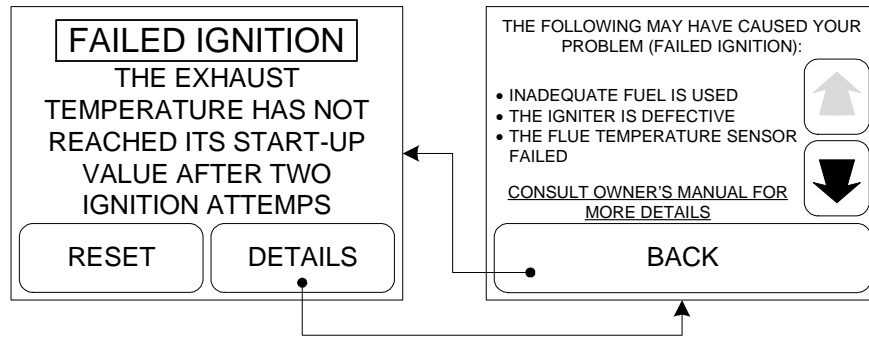 FAILED IGNITION
THE EXHAUST
TEMPERATURE HAS NOT
REACHED ITS START-UP
VALUE AFTER TWO
IGNITION ATTEMPS
RESET
DETAILS
THE FOLLOWING MAY HAVE CAUSED YOUR
PROBLEM (FAILED IGNITION):
• INADEQUATE FUEL IS USED
• THE IGNITER IS DEFECTIVE
• THE FLUE TEMPERATURE SENSOR
FAILED
CONSULT OWNER'S MANUAL FOR
MORE DETAILS
BACK